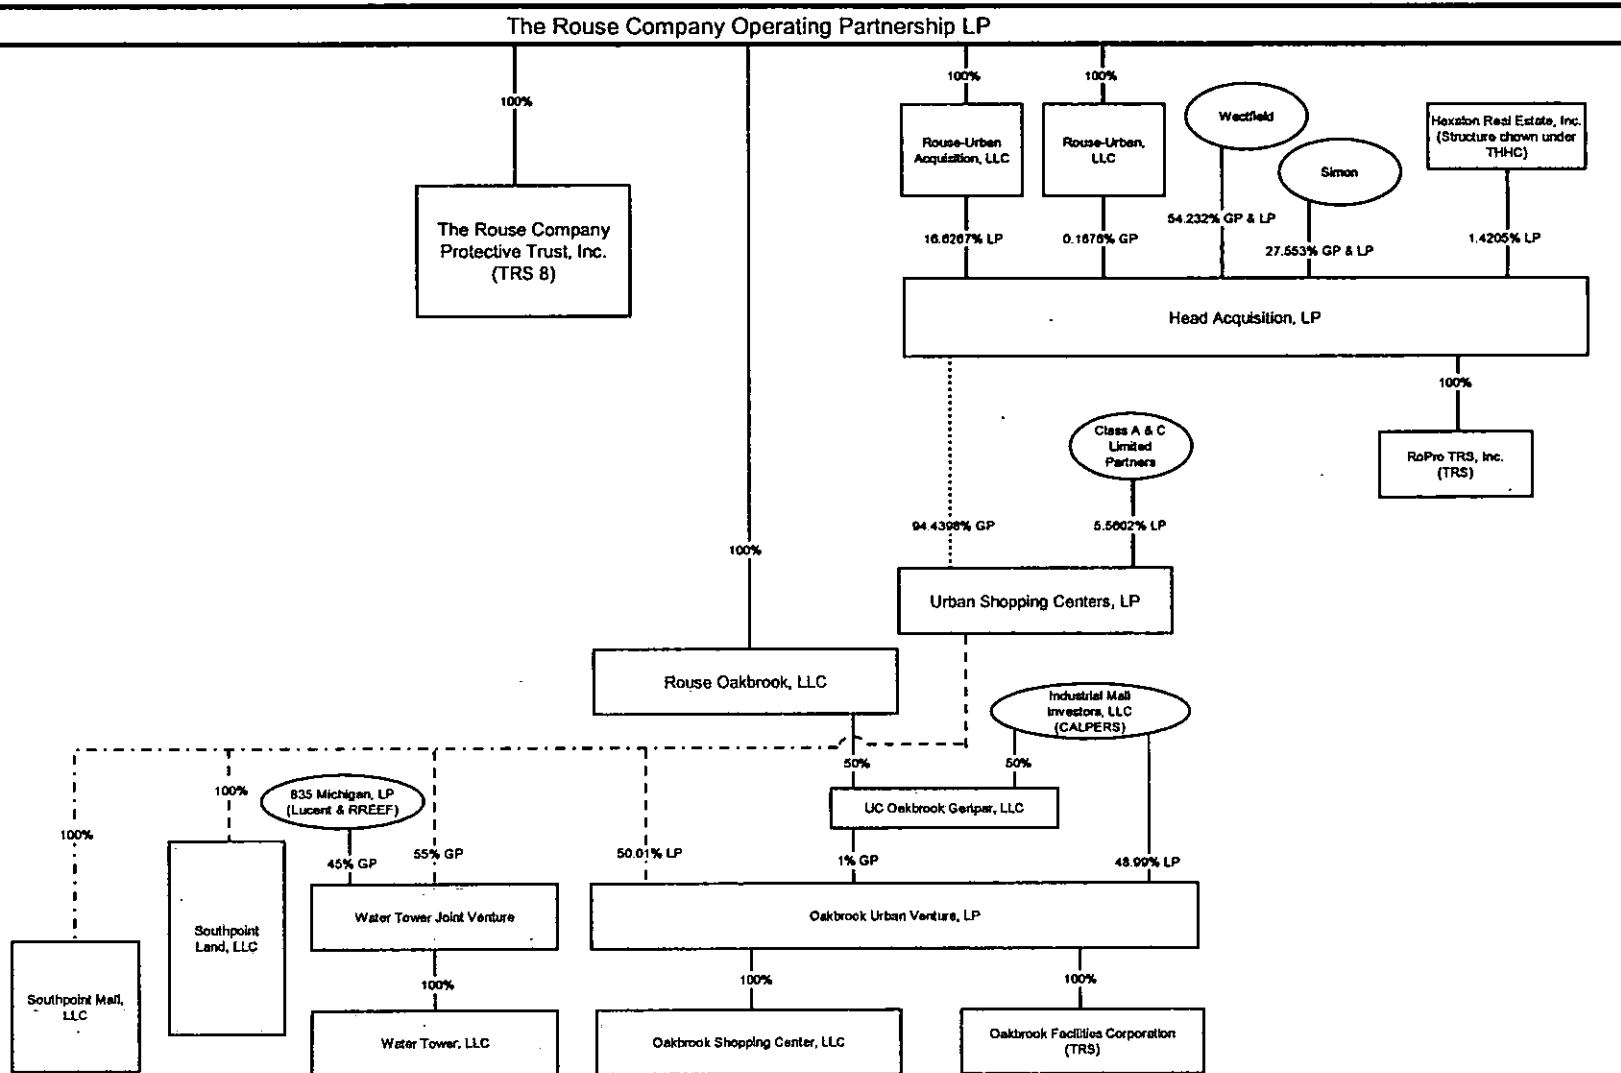 The Rouse Company Operating Partnership LP
100%
100%
100%
Rouse-Urban
Acquisition, LLC
Rouse-Urban,
LLC
Westfield
Simon
Hexalon Real Estate, Inc.
(Structure shown under
THHC)
The Rouse Company
Protective Trust, Inc.
(TRS 8)
16.6267% LP
0.1676% GP
54.232% GP & LP
27.553% GP & LP
1.4205% LP
Head Acquisition, LP
100%
RoPro TRS, Inc.
(TRS)
Class A & C
Limited
Partners
94.4398% GP
5.5602% LP
100%
Urban Shopping Centers, LP
Rouse Oakbrook, LLC
Industrial Mall
Investors, LLC
(CALPERS)
50%
50%
100%
835 Michigan, LP
(Lucent & RREEF)
UC Oakbrook Genpar, LLC
100%
45% GP
55% GP
50.01% LP
1% GP
48.99% LP
Southpoint
Land, LLC
Water Tower Joint Venture
Oakbrook Urban Venture, LP
Southpoint Mall,
LLC
100%
100%
100%
Water Tower, LLC
Oakbrook Shopping Center, LLC
Oakbrook Facilities Corporation
(TRS)